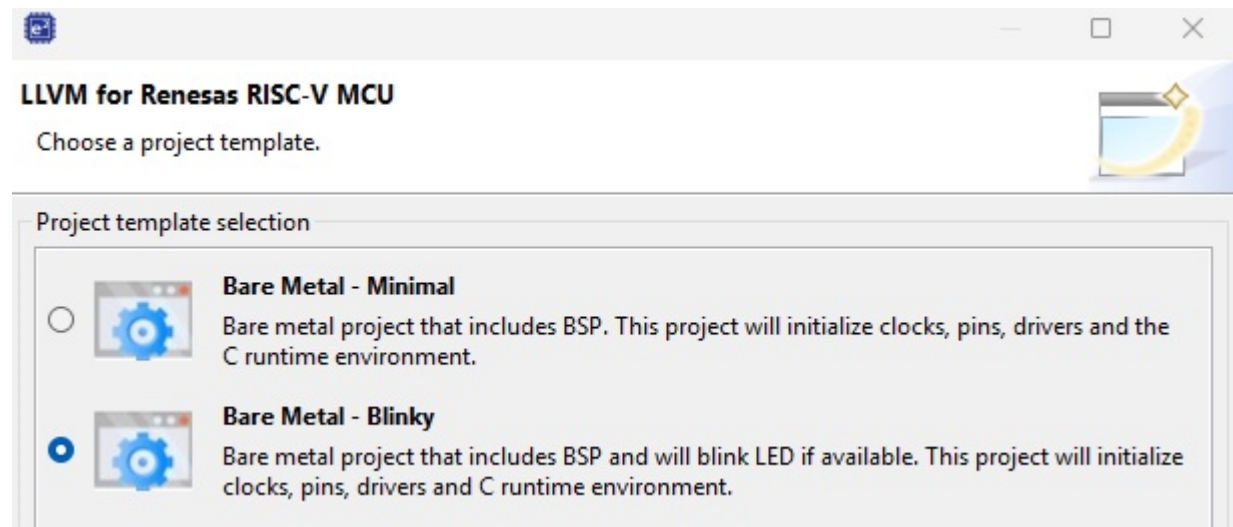 e²
LLVM for Renesas RISC-V MCU
Choose a project template.
Project template selection
Bare Metal - Minimal
Bare metal project that includes BSP. This project will initialize clocks, pins, drivers and the
C runtime environment.
Bare Metal - Blinky
Bare metal project that includes BSP and will blink LED if available. This project will initialize
clocks, pins, drivers and C runtime environment.